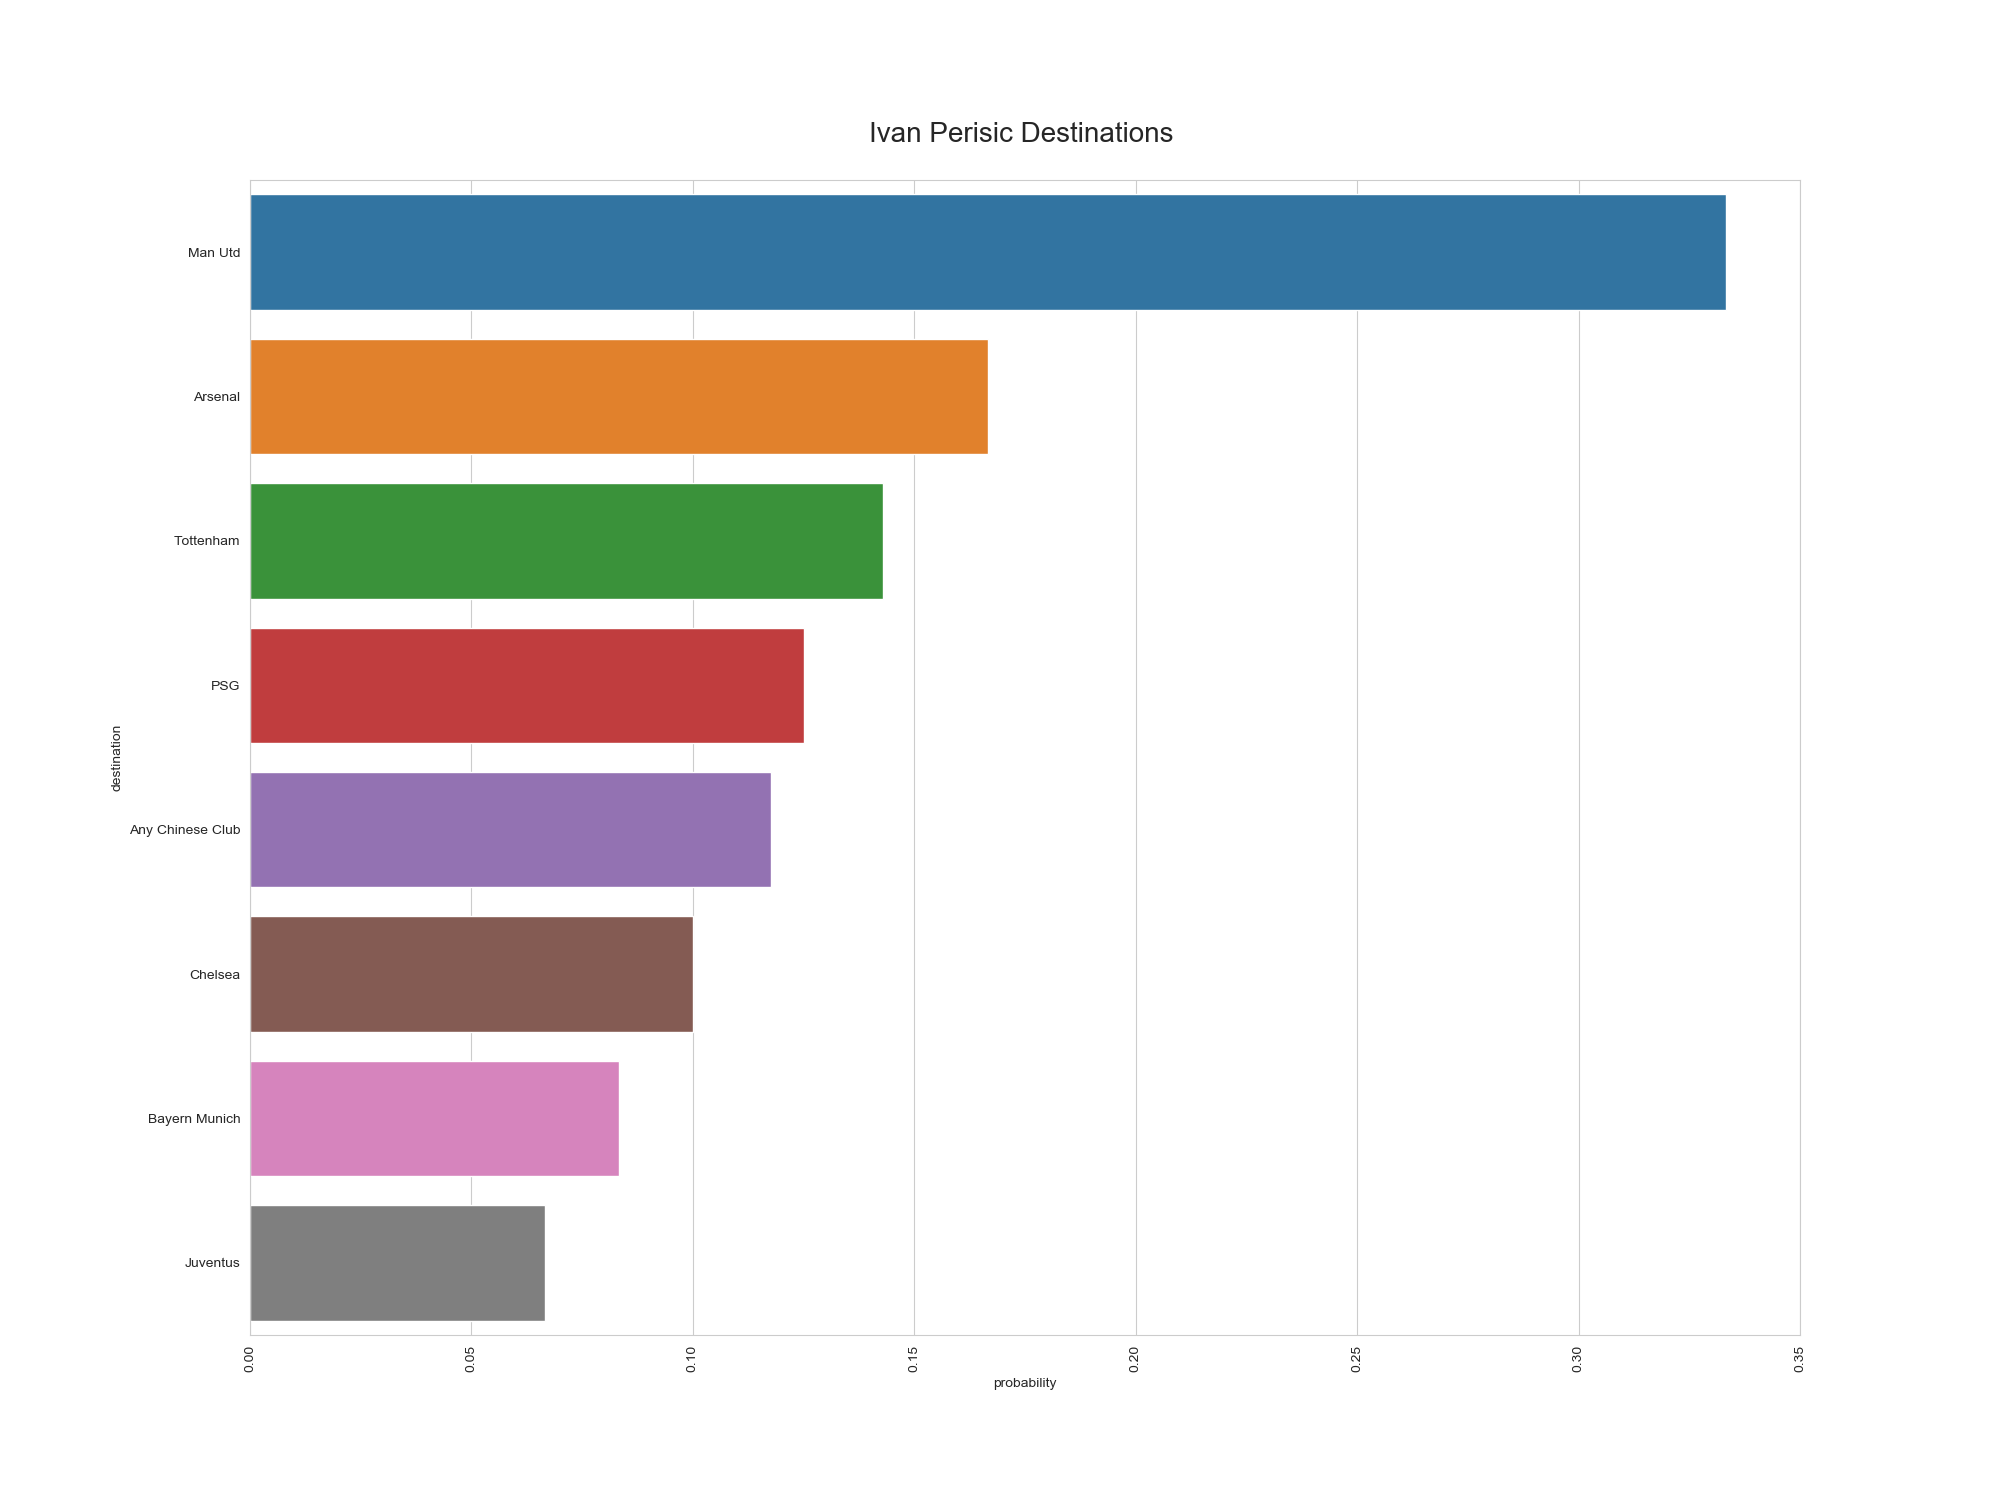 Ivan Perisic Destinations
Man Utd
Arsenal
Tottenham
PSG
Any Chinese Club
Chelsea
Bayern Munich
Juventus
destination
0.00
0.05
0.10
0.15
0.20
0.25
0.30
0.35
probability